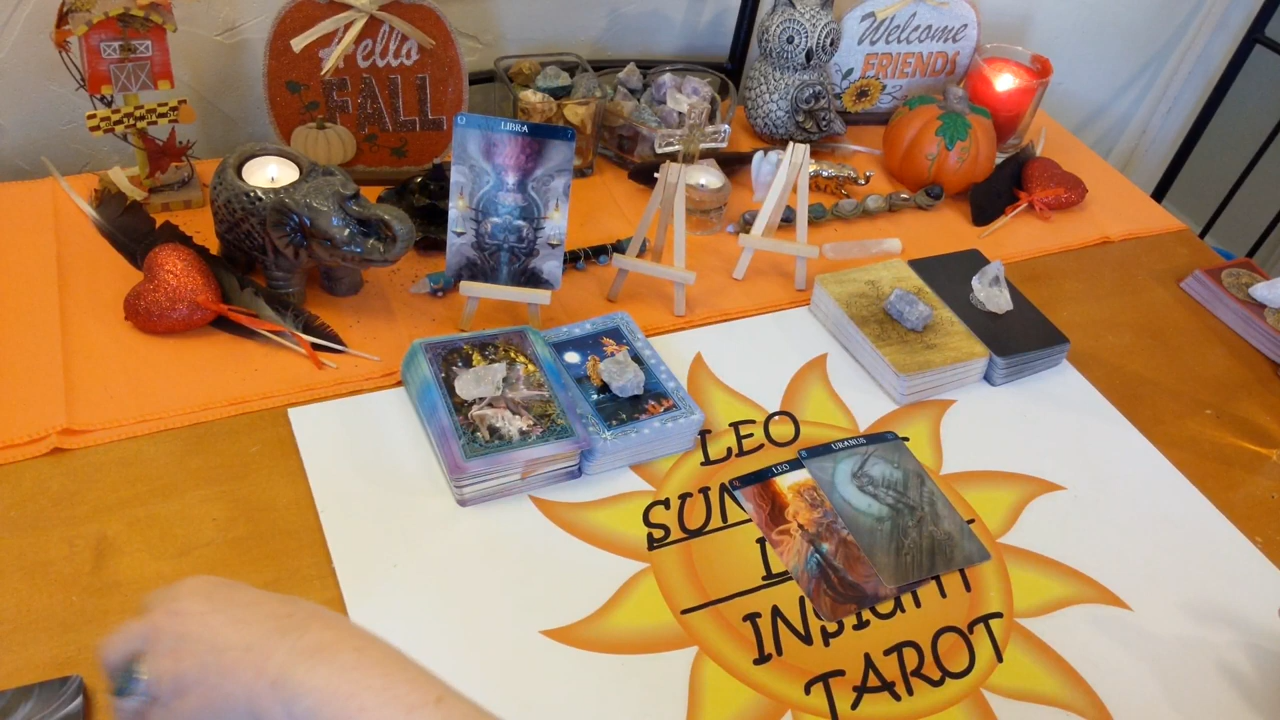 Hello
FALL
Welcome
FRIENDS
LIBRA
LEO
URANUS
LEO
SUN
INSIGHT
TAROT